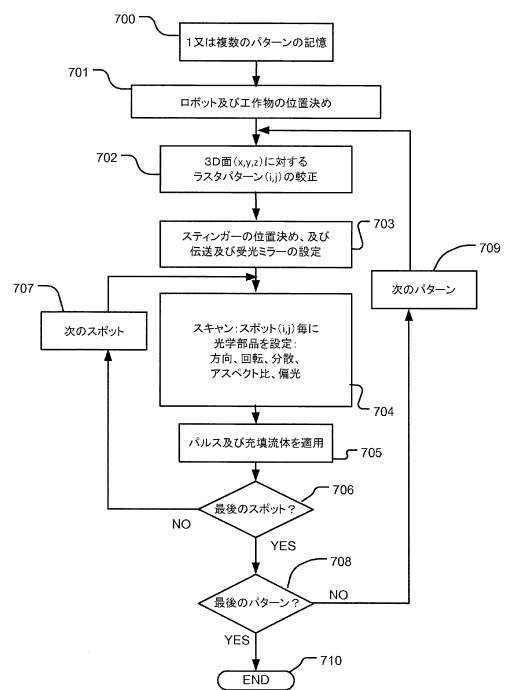 700
1又は複数のパターンの記憶
701
ロボット及び工作物の位置決め
702
3D面(x,y,z)に対する
ラスタパターン(i,j)の較正
703
スティンガーの位置決め、及び
伝送及び受光ミラーの設定
709
次のパターン
707
次のスポット
スキャン:スポット(i,j)毎に
光学部品を設定:
方向、回転、分散、
アスペクト比、偏光
704
パルス及び充填流体を適用
705
706
最後のスポット?
NO
YES
708
最後のパターン?
NO
YES
710
END